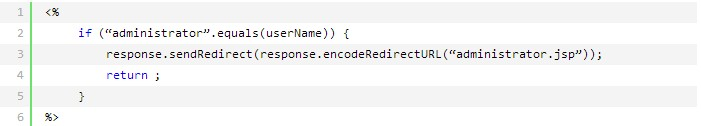 1 <%
2 if (“administrator”.equals(userName)) {
3 response.sendRedirect(response.encodeRedirectURL(“administrator.jsp”));
4 return ;
5 }
6 %>